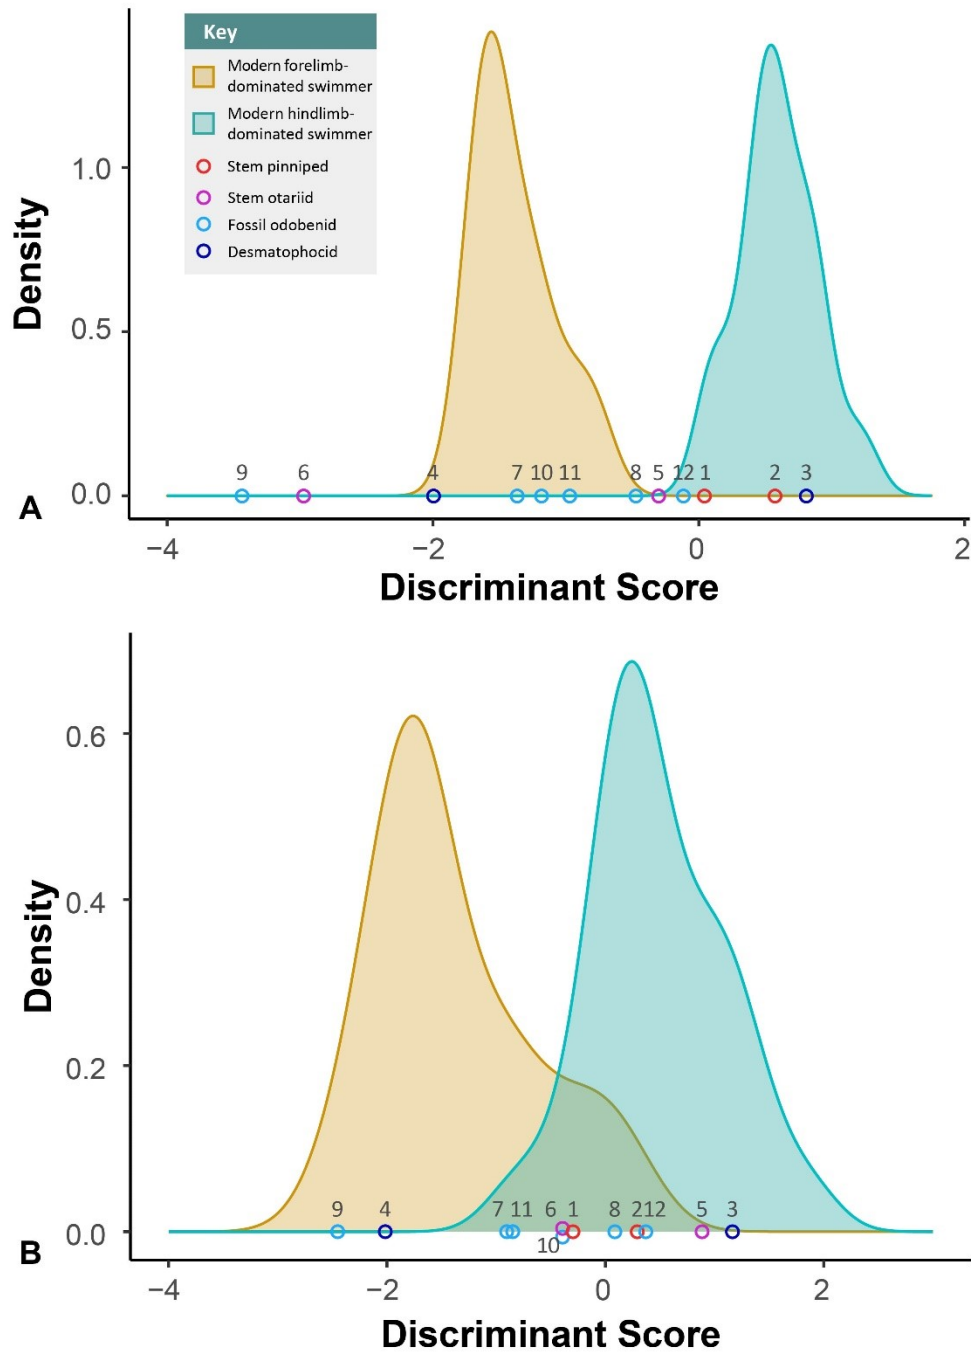 Key
Modern forelimb-
dominated swimmer
Modern hindlimb-
dominated swimmer
Stem pinniped
Stem otariid
Fossil odobenid
Desmatophocid
Density
1.0
0.5
0.0
9 6 4 7 10 11 8 5 12 1 2 3
A
−4 −2 0 2
Discriminant Score
Density
0.6
0.4
0.2
0.0
9 4 7 11 6 1 8 2 12 5 3
10
B
−4 −2 0 2
Discriminant Score